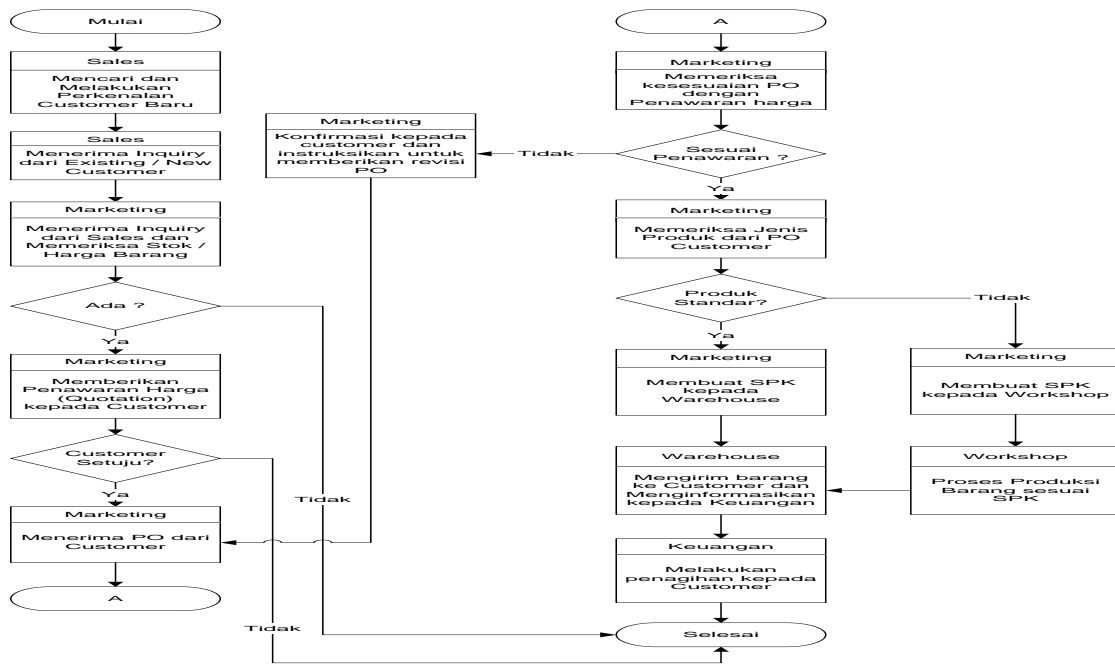 Mulai
Sales
Mencari dan
Melakukan
Perkenalan
Customer Baru
Sales
Menerima Inquiry
dari Existing / New
Customer
Marketing
Menerima Inquiry
dari Sales dan
Memeriksa Stok /
Harga Barang
Ada ?
Ya
Tidak
Marketing
Memberikan
Penawaran Harga
(Quotation)
kepada Customer
Customer
Setuju?
Ya
Tidak
Marketing
Menerima PO dari
Customer
A
Marketing
Konfirmasi kepada
customer dan
instruksikan untuk
memberikan revisi
PO
A
Marketing
Memeriksa
kesesuaian PO
dengan
Penawaran harga
Sesuai
Penawaran ?
Tidak
Ya
Marketing
Memeriksa Jenis
Produk dari PO
Customer
Produk
Standar?
Tidak
Ya
Marketing
Membuat SPK
kepada
Warehouse
Marketing
Membuat SPK
kepada Workshop
Warehouse
Mengirim barang
ke Customer dan
Menginformasikan
kepada Keuangan
Workshop
Proses Produksi
Barang sesuai
SPK
Keuangan
Melakukan
penagihan kepada
Customer
Selesai